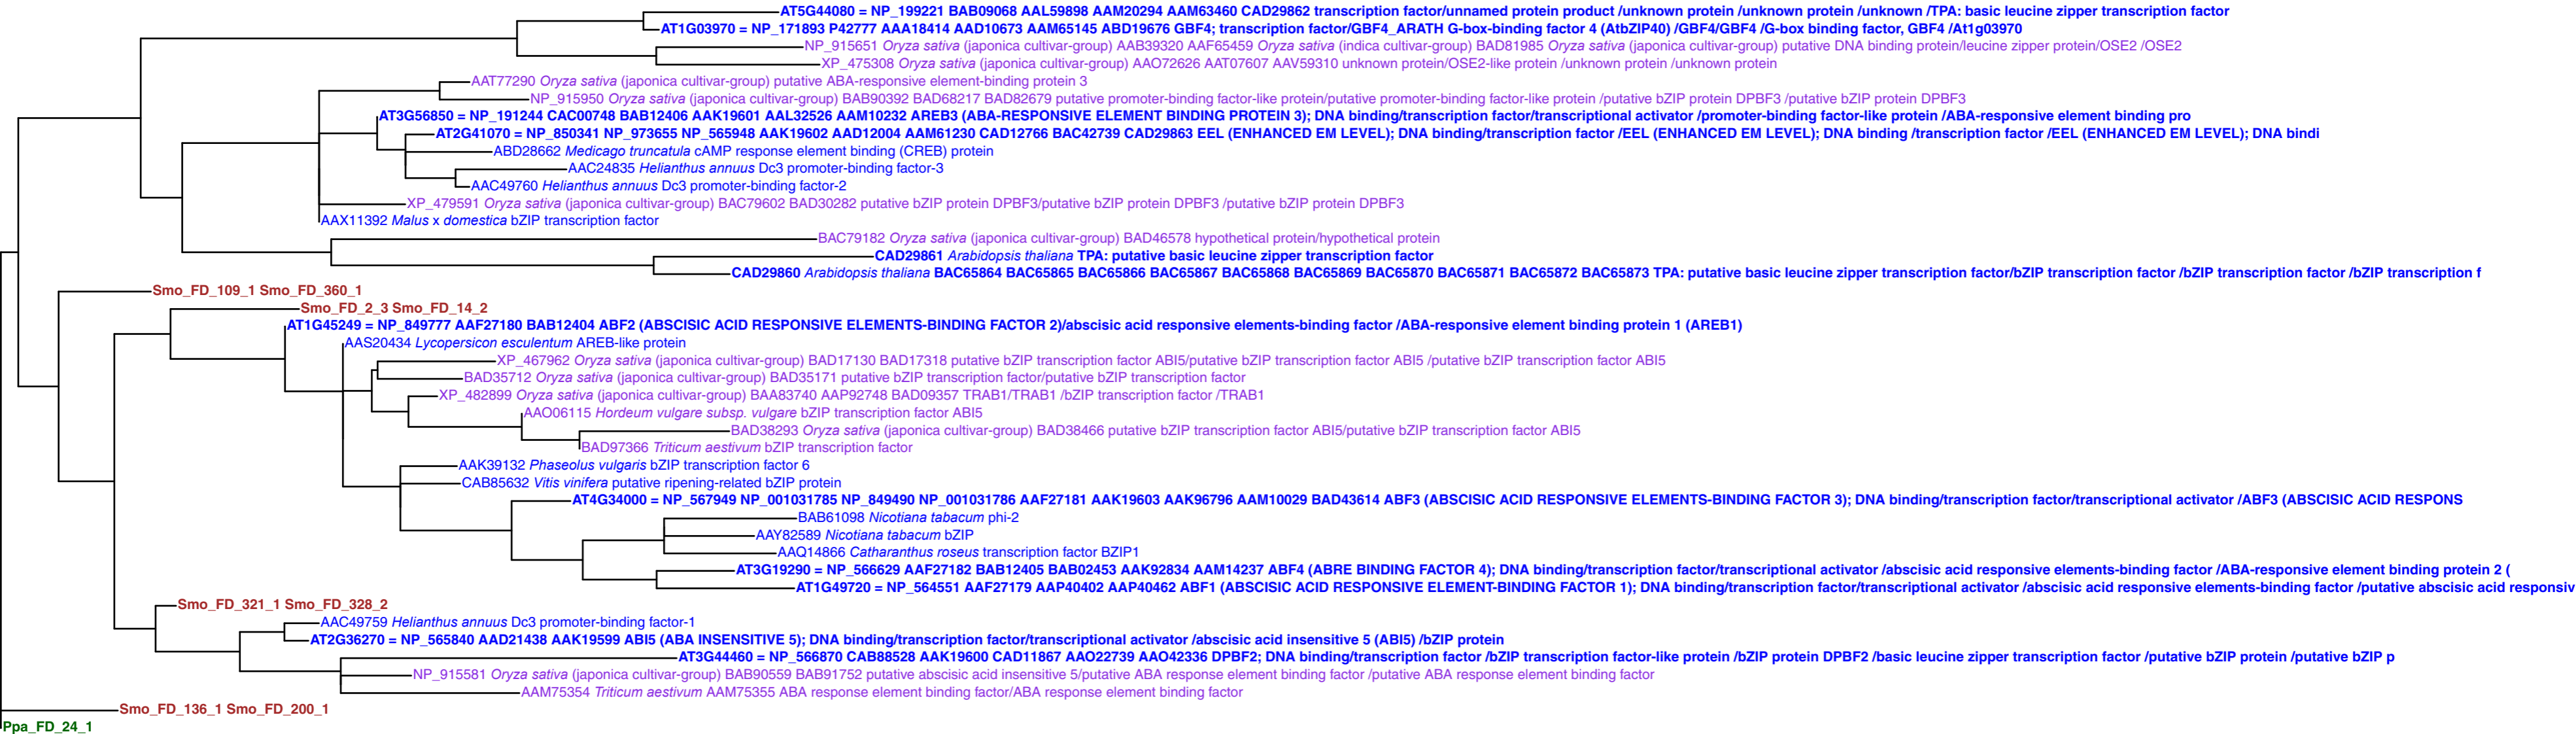 AT5G44080 = NP_199221 BAB09068 AAL59898 AAM20294 AAM63460 CAD29862 transcription factor/unnamed protein product /unknown protein /unknown protein /unknown /TPA: basic leucine zipper transcription factor
AT1G03970 = NP_171893 P42777 AAA18414 AAD10673 AAM65145 ABD19676 GBF4; transcription factor/GBF4_ARATH G-box-binding factor 4 (AtbZIP40) /GBF4/GBF4 /G-box binding factor, GBF4 /At1g03970
NP_915651 Oryza sativa (japonica cultivar-group) AAB39320 AAF65459 Oryza sativa (indica cultivar-group) BAD81985 Oryza sativa (japonica cultivar-group) putative DNA binding protein/leucine zipper protein/OSE2 /OSE2
XP_475308 Oryza sativa (japonica cultivar-group) AAO72626 AAT07607 AAV59310 unknown protein/OSE2-like protein /unknown protein /unknown protein
AAT77290 Oryza sativa (japonica cultivar-group) putative ABA-responsive element-binding protein 3
NP_915950 Oryza sativa (japonica cultivar-group) BAB90392 BAD68217 BAD82679 putative promoter-binding factor-like protein/putative promoter-binding factor-like protein /putative bZIP protein DPBF3 /putative bZIP protein DPBF3
AT3G56850 = NP_191244 CAC00748 BAB12406 AAK19601 AAL32526 AAM10232 AREB3 (ABA-RESPONSIVE ELEMENT BINDING PROTEIN 3); DNA binding/transcription factor/transcriptional activator /promoter-binding factor-like protein /ABA-responsive element binding pro
AT2G41070 = NP_850341 NP_973655 NP_565948 AAK19602 AAD12004 AAM61230 CAD12766 BAC42739 CAD29863 EEL (ENHANCED EM LEVEL); DNA binding/transcription factor /EEL (ENHANCED EM LEVEL); DNA binding /transcription factor /EEL (ENHANCED EM LEVEL); DNA bindi
ABD28662 Medicago truncatula cAMP response element binding (CREB) protein
AAC24835 Helianthus annuus Dc3 promoter-binding factor-3
AAC49760 Helianthus annuus Dc3 promoter-binding factor-2
XP_479591 Oryza sativa (japonica cultivar-group) BAC79602 BAD30282 putative bZIP protein DPBF3/putative bZIP protein DPBF3 /putative bZIP protein DPBF3
AAX11392 Malus x domestica bZIP transcription factor
BAC79182 Oryza sativa (japonica cultivar-group) BAD46578 hypothetical protein/hypothetical protein
CAD29861 Arabidopsis thaliana TPA: putative basic leucine zipper transcription factor
CAD29860 Arabidopsis thaliana BAC65864 BAC65865 BAC65866 BAC65867 BAC65868 BAC65869 BAC65870 BAC65871 BAC65872 BAC65873 TPA: putative basic leucine zipper transcription factor/bZIP transcription factor /bZIP transcription factor /bZIP transcription f
Smo_FD_109_1 Smo_FD_360_1
Smo_FD_2_3 Smo_FD_14_2
AT1G45249 = NP_849777 AAF27180 BAB12404 ABF2 (ABSCISIC ACID RESPONSIVE ELEMENTS-BINDING FACTOR 2)/abscisic acid responsive elements-binding factor /ABA-responsive element binding protein 1 (AREB1)
AAS20434 Lycopersicon esculentum AREB-like protein
XP_467962 Oryza sativa (japonica cultivar-group) BAD17130 BAD17318 putative bZIP transcription factor ABI5/putative bZIP transcription factor ABI5 /putative bZIP transcription factor ABI5
BAD35712 Oryza sativa (japonica cultivar-group) BAD35171 putative bZIP transcription factor/putative bZIP transcription factor
XP_482899 Oryza sativa (japonica cultivar-group) BAA83740 AAP92748 BAD09357 TRAB1/TRAB1 /bZIP transcription factor /TRAB1
AAO06115 Hordeum vulgare subsp. vulgare bZIP transcription factor ABI5
BAD38293 Oryza sativa (japonica cultivar-group) BAD38466 putative bZIP transcription factor ABI5/putative bZIP transcription factor ABI5
BAD97366 Triticum aestivum bZIP transcription factor
AAK39132 Phaseolus vulgaris bZIP transcription factor 6
CAB85632 Vitis vinifera putative ripening-related bZIP protein
AT4G34000 = NP_567949 NP_001031785 NP_849490 NP_001031786 AAF27181 AAK19603 AAK96796 AAM10029 BAD43614 ABF3 (ABSCISIC ACID RESPONSIVE ELEMENTS-BINDING FACTOR 3); DNA binding/transcription factor/transcriptional activator /ABF3 (ABSCISIC ACID RESPONS
BAB61098 Nicotiana tabacum phi-2
AAY82589 Nicotiana tabacum bZIP
AAQ14866 Catharanthus roseus transcription factor BZIP1
AT3G19290 = NP_566629 AAF27182 BAB12405 BAB02453 AAK92834 AAM14237 ABF4 (ABRE BINDING FACTOR 4); DNA binding/transcription factor/transcriptional activator /abscisic acid responsive elements-binding factor /ABA-responsive element binding protein 2 (
AT1G49720 = NP_564551 AAF27179 AAP40402 AAP40462 ABF1 (ABSCISIC ACID RESPONSIVE ELEMENT-BINDING FACTOR 1); DNA binding/transcription factor/transcriptional activator /abscisic acid responsive elements-binding factor /putative abscisic acid responsiv
Smo_FD_321_1 Smo_FD_328_2
AAC49759 Helianthus annuus Dc3 promoter-binding factor-1
AT2G36270 = NP_565840 AAD21438 AAK19599 ABI5 (ABA INSENSITIVE 5); DNA binding/transcription factor/transcriptional activator /abscisic acid insensitive 5 (ABI5) /bZIP protein
AT3G44460 = NP_566870 CAB88528 AAK19600 CAD11867 AAO22739 AAO42336 DPBF2; DNA binding/transcription factor /bZIP transcription factor-like protein /bZIP protein DPBF2 /basic leucine zipper transcription factor /putative bZIP protein /putative bZIP p
NP_915581 Oryza sativa (japonica cultivar-group) BAB90559 BAB91752 putative abscisic acid insensitive 5/putative ABA response element binding factor /putative ABA response element binding factor
AAM75354 Triticum aestivum AAM75355 ABA response element binding factor/ABA response element binding factor
Smo_FD_136_1 Smo_FD_200_1
Ppa_FD_24_1